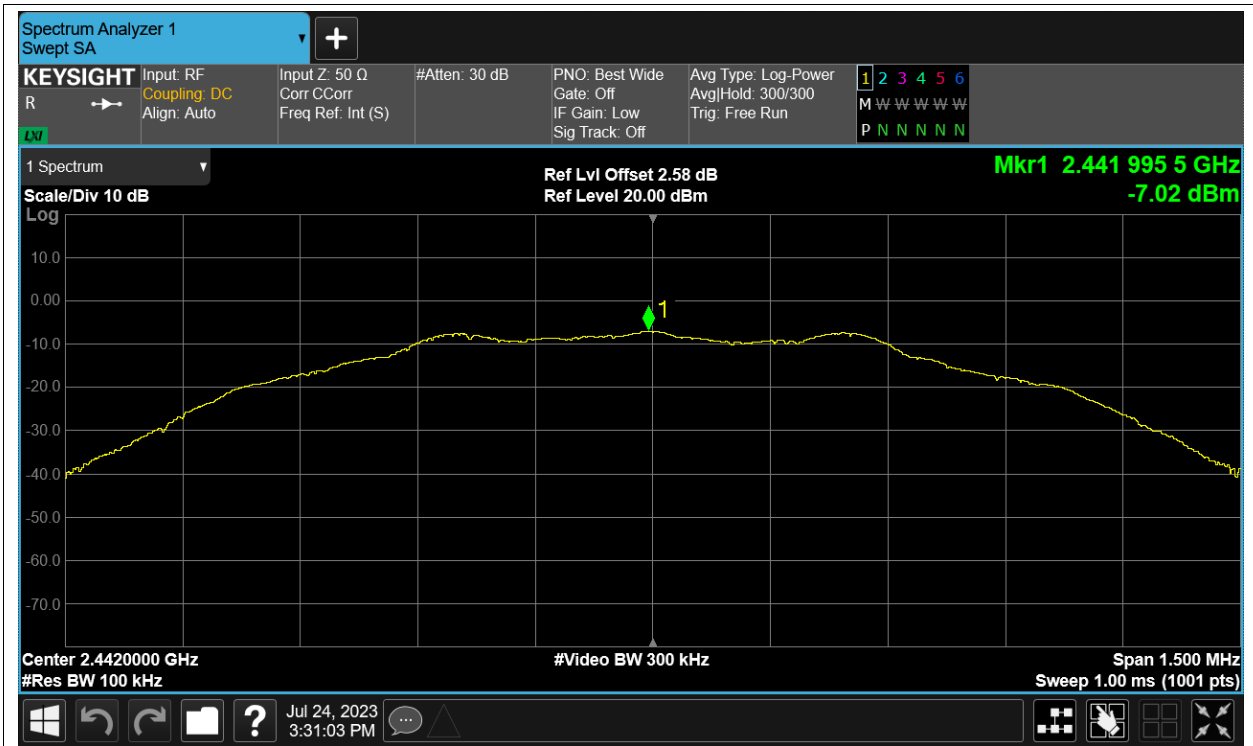 Spectrum Analyzer 1
Swept SA
KEYSIGHT
R
LXI
Input: RF
Coupling: DC
Align: Auto
Input Z: 50 Ω
Corr CCorr
Freq Ref: Int (S)
#Atten: 30 dB
PNO: Best Wide
Gate: Off
IF Gain: Low
Sig Track: Off
Avg Type: Log-Power
Avg|Hold: 300/300
Trig: Free Run
1 2 3 4 5 6
M W W W W W
P N N N N N
1 Spectrum
Scale/Div 10 dB
Log
Ref Lvl Offset 2.58 dB
Ref Level 20.00 dBm
Mkr1 2.441 995 5 GHz
-7.02 dBm
10.0
0.00
-10.0
-20.0
-30.0
-40.0
-50.0
-60.0
-70.0
1
Center 2.4420000 GHz
#Res BW 100 kHz
#Video BW 300 kHz
Span 1.500 MHz
Sweep 1.00 ms (1001 pts)
?
Jul 24, 2023
3:31:03 PM